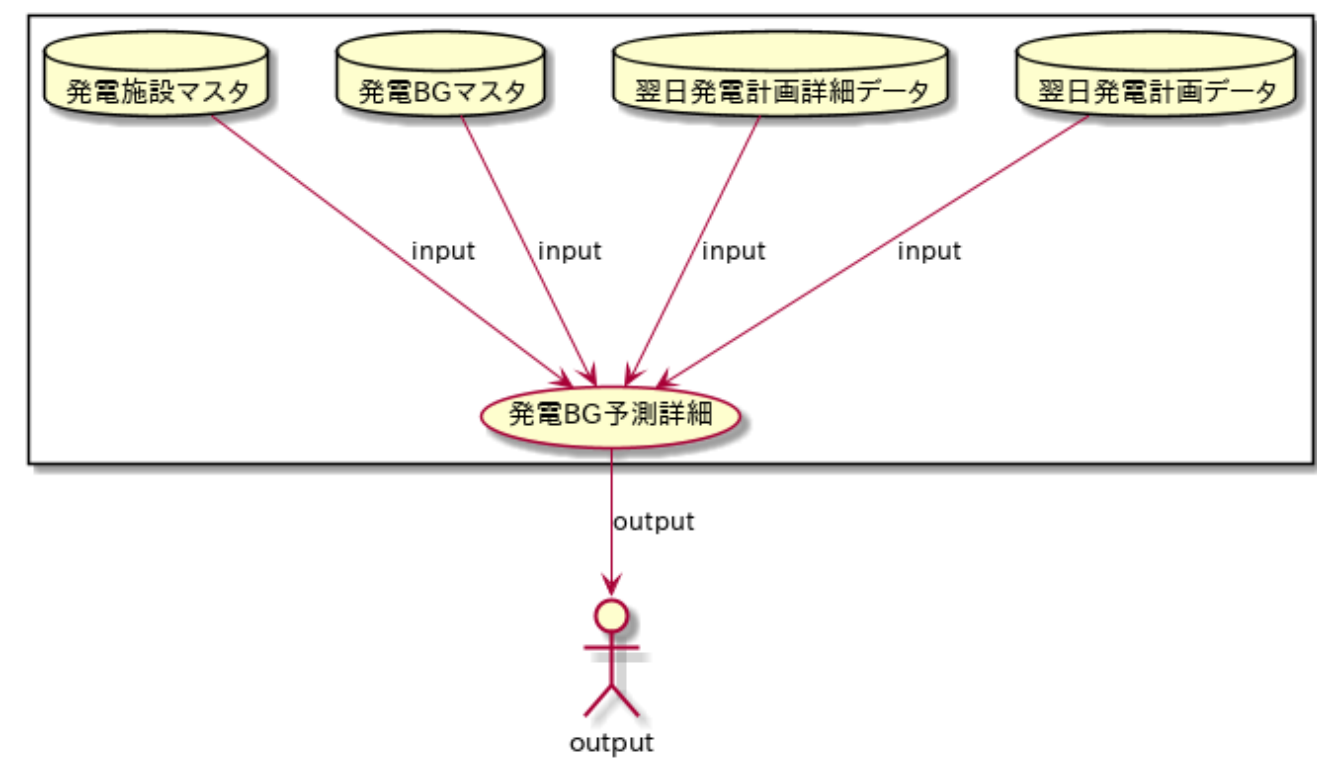 発電施設マスタ
発電BGマスタ
翌日発電計画詳細データ
翌日発電計画データ
input
input
input
input
発電BG予測詳細
output
output